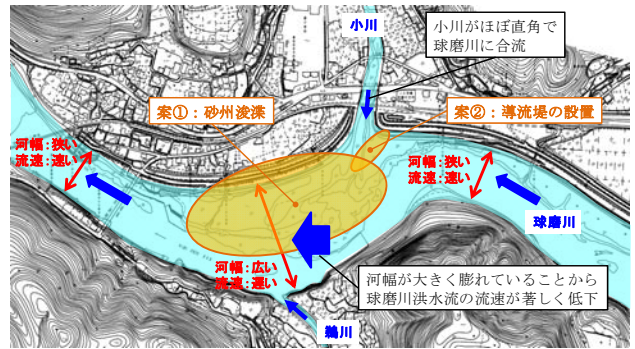 小川
小川がほぼ直角で
球磨川に合流
案①：砂州浚渫
案②：導流堤の設置
河幅：狭い
流速：速い
河幅：狭い
流速：速い
球磨川
河幅：広い
流速：遅い
河幅が大きく膨れていることから
球磨川洪水流の流速が著しく低下
鵜川